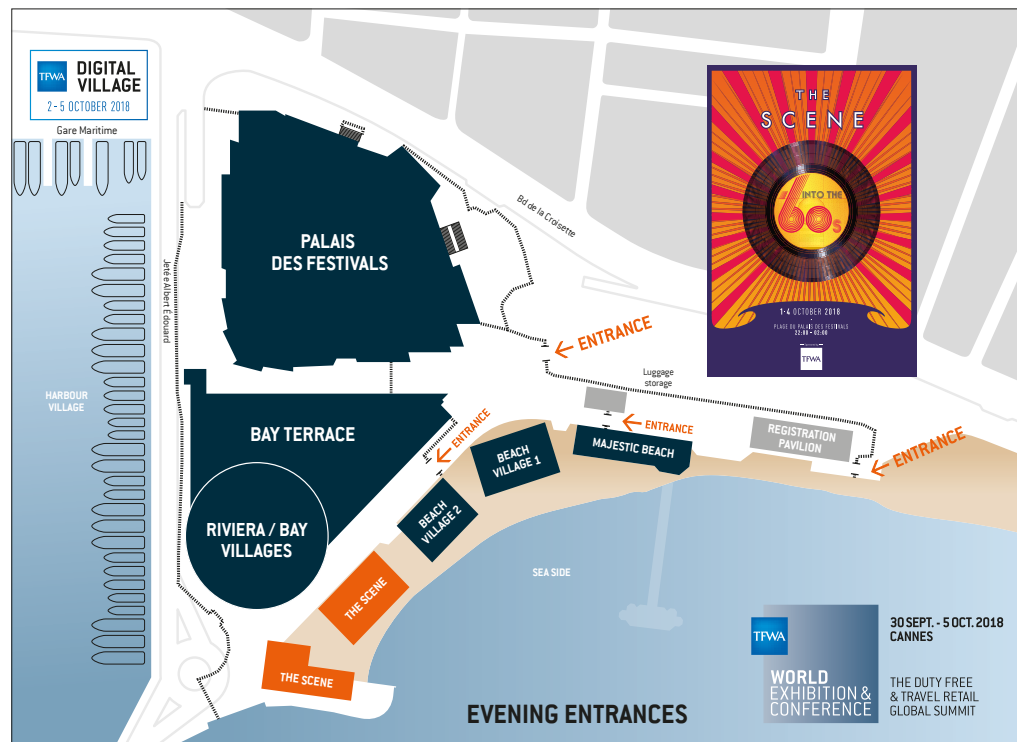 TFWA
DIGITAL
VILLAGE
2-5 OCTOBER 2018
Gare Maritime
THE
SCENE
INTO THE
60s
1·4 OCTOBER 2018
PLAGE DU PALAIS DES FESTIVALS
22:00 - 02:00
TFWA
Bd de la Croisette
PALAIS
DES FESTIVALS
Jetée Albert Édouard
ENTRANCE
HARBOUR
VILLAGE
Luggage
storage
BAY TERRACE
ENTRANCE
ENTRANCE
MAJESTIC BEACH
REGISTRATION
PAVILION
ENTRANCE
BEACH
VILLAGE 1
BEACH
VILLAGE 2
RIVIERA / BAY
VILLAGES
SEA SIDE
THE SCENE
THE SCENE
EVENING ENTRANCES
TFWA
WORLD
EXHIBITION &
CONFERENCE
30 SEPT. - 5 OCT. 2018
CANNES
THE DUTY FREE
& TRAVEL RETAIL
GLOBAL SUMMIT